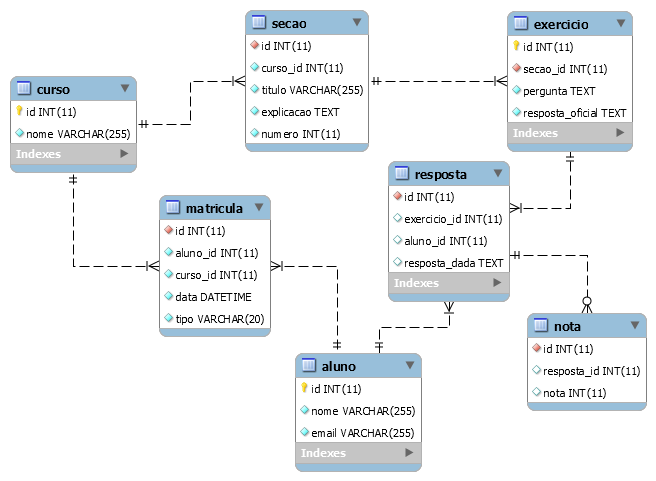 curso
id INT(11)
nome VARCHAR(255)
Indexes
secao
id INT(11)
curso_id INT(11)
titulo VARCHAR(255)
explicacao TEXT
numero INT(11)
exercicio
id INT(11)
secao_id INT(11)
pergunta TEXT
resposta_oficial TEXT
Indexes
matricula
id INT(11)
aluno_id INT(11)
curso_id INT(11)
data DATETIME
tipo VARCHAR(20)
resposta
id INT(11)
exercicio_id INT(11)
aluno_id INT(11)
resposta_dada TEXT
Indexes
aluno
id INT(11)
nome VARCHAR(255)
email VARCHAR(255)
Indexes
nota
id INT(11)
resposta_id INT(11)
nota INT(11)